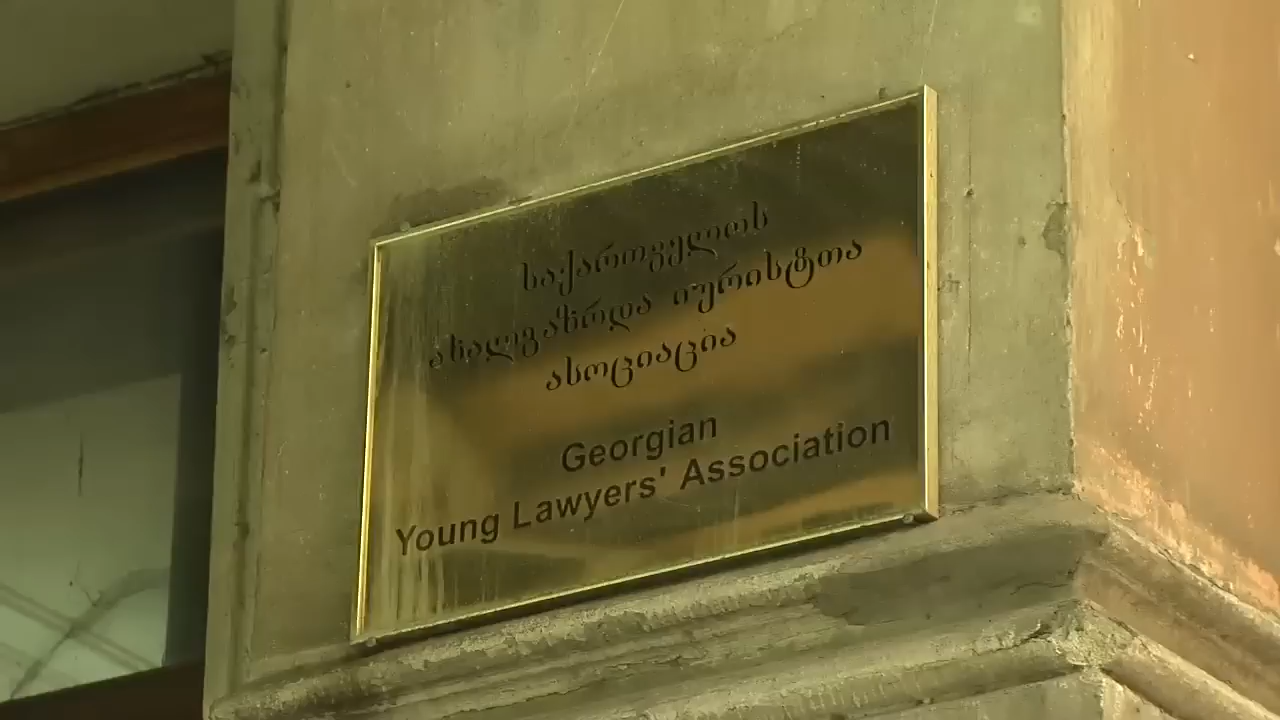 საქართველოს
ახალგაზრდა იურისტთა
ასოციაცია
Georgian
Young Lawyers' Association